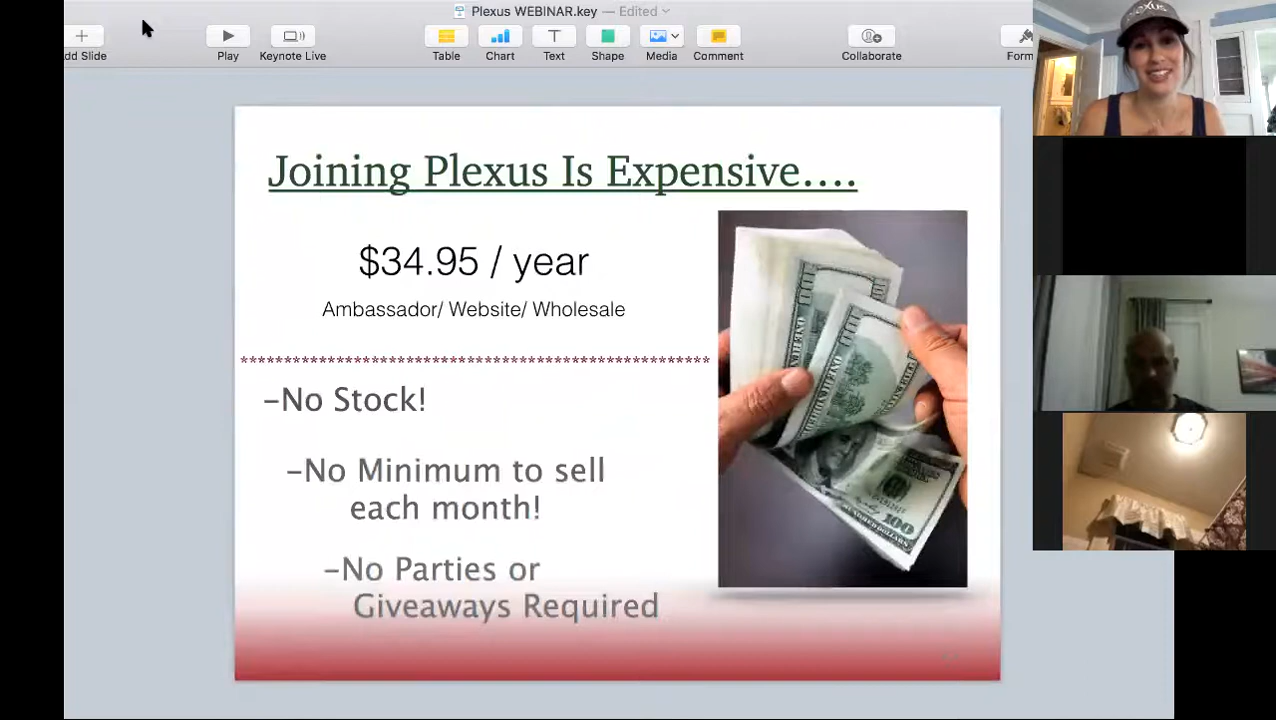 Plexus WEBINAR.key — Edited
dd Slide
Play
Keynote Live
Table
Chart
Text
Shape
Media
Comment
Collaborate
Form
PLEXUS
Joining Plexus Is Expensive....
$34.95 / year
Ambassador/ Website/ Wholesale
******************************************************
-No Stock!
-No Minimum to sell
each month!
-No Parties or
Giveaways Required
100